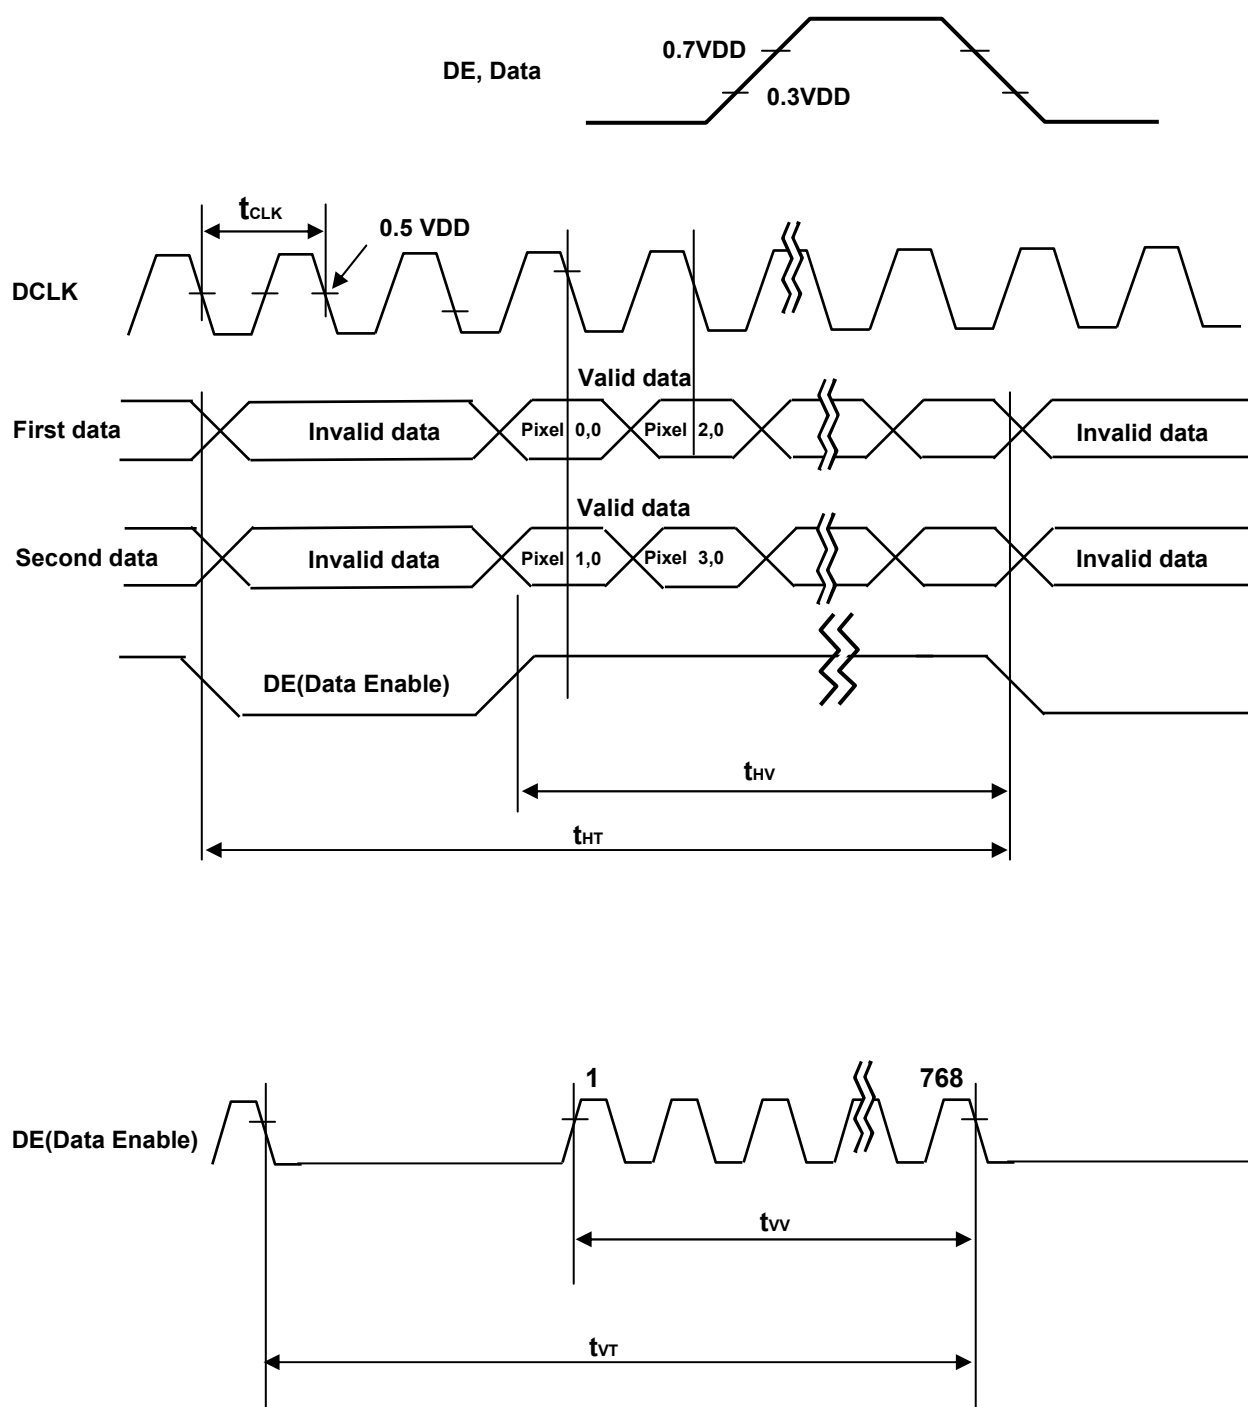 0.7VDD
DE, Data
0.3VDD
tCLK
0.5 VDD
DCLK
Valid data
First data
Invalid data
Pixel 0,0
Pixel 2,0
Invalid data
Valid data
Second data
Invalid data
Pixel 1,0
Pixel 3,0
Invalid data
DE(Data Enable)
tHV
tHT
1
768
DE(Data Enable)
tVV
tVT